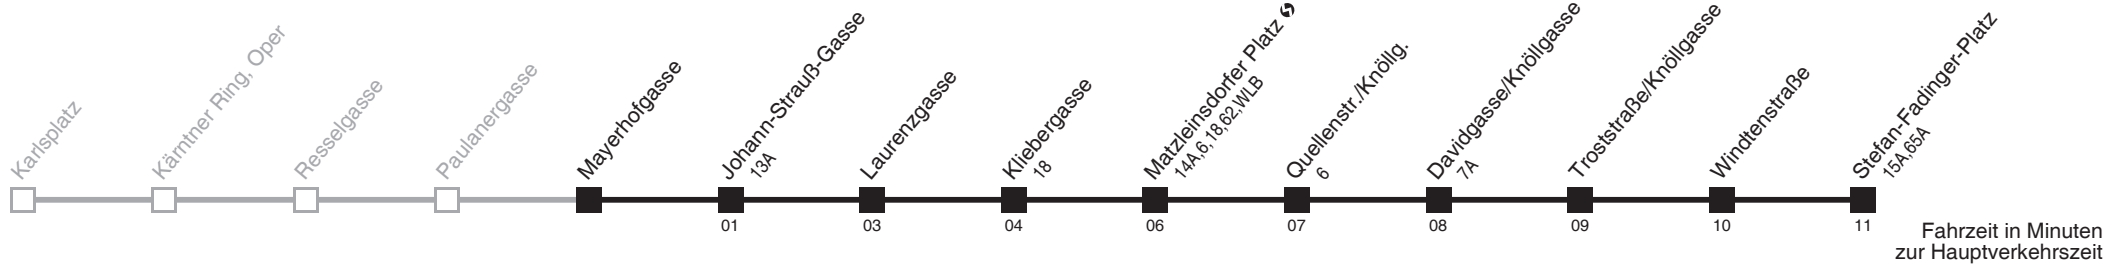 Karlsplatz
Kärntner Ring, Oper
Resselgasse
Paulanergasse
Mayerhofgasse
Johann-Strauß-Gasse
13A
Laurenzgasse
Kliebergasse
18
Matzleinsdorfer Platz
14A,6,18,62,WLB
Quellenstr./Knöllg.
6
Davidgasse/Knöllgasse
7A
Troststraße/Knöllgasse
Windtenstraße
Stefan-Fadinger-Platz
15A,65A
01
03
04
06
07
08
09
10
11
Fahrzeit in Minuten
zur Hauptverkehrszeit